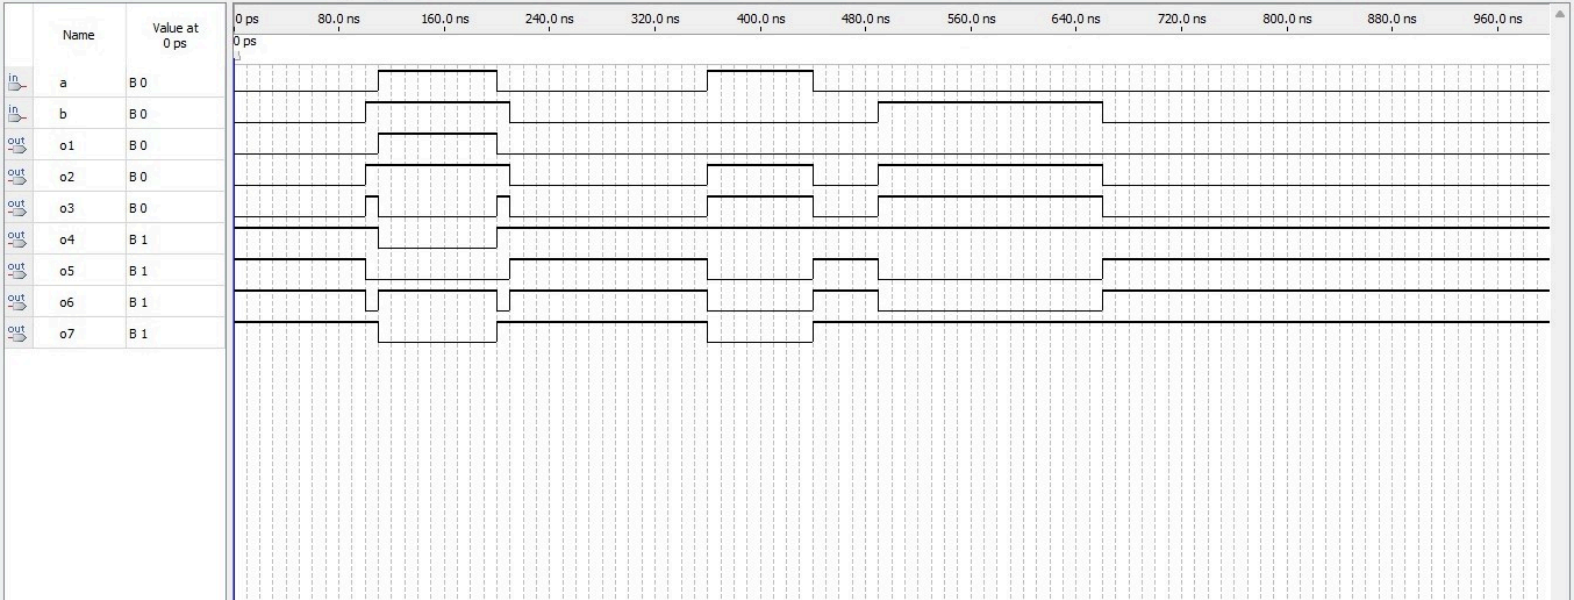 Name
Value at
0 ps
0 ps 80.0 ns 160.0 ns 240.0 ns 320.0 ns 400.0 ns 480.0 ns 560.0 ns 640.0 ns 720.0 ns 800.0 ns 880.0 ns 960.0 ns
0 ps
in a B 0
in b B 0
out o1 B 0
out o2 B 0
out o3 B 0
out o4 B 1
out o5 B 1
out o6 B 1
out o7 B 1